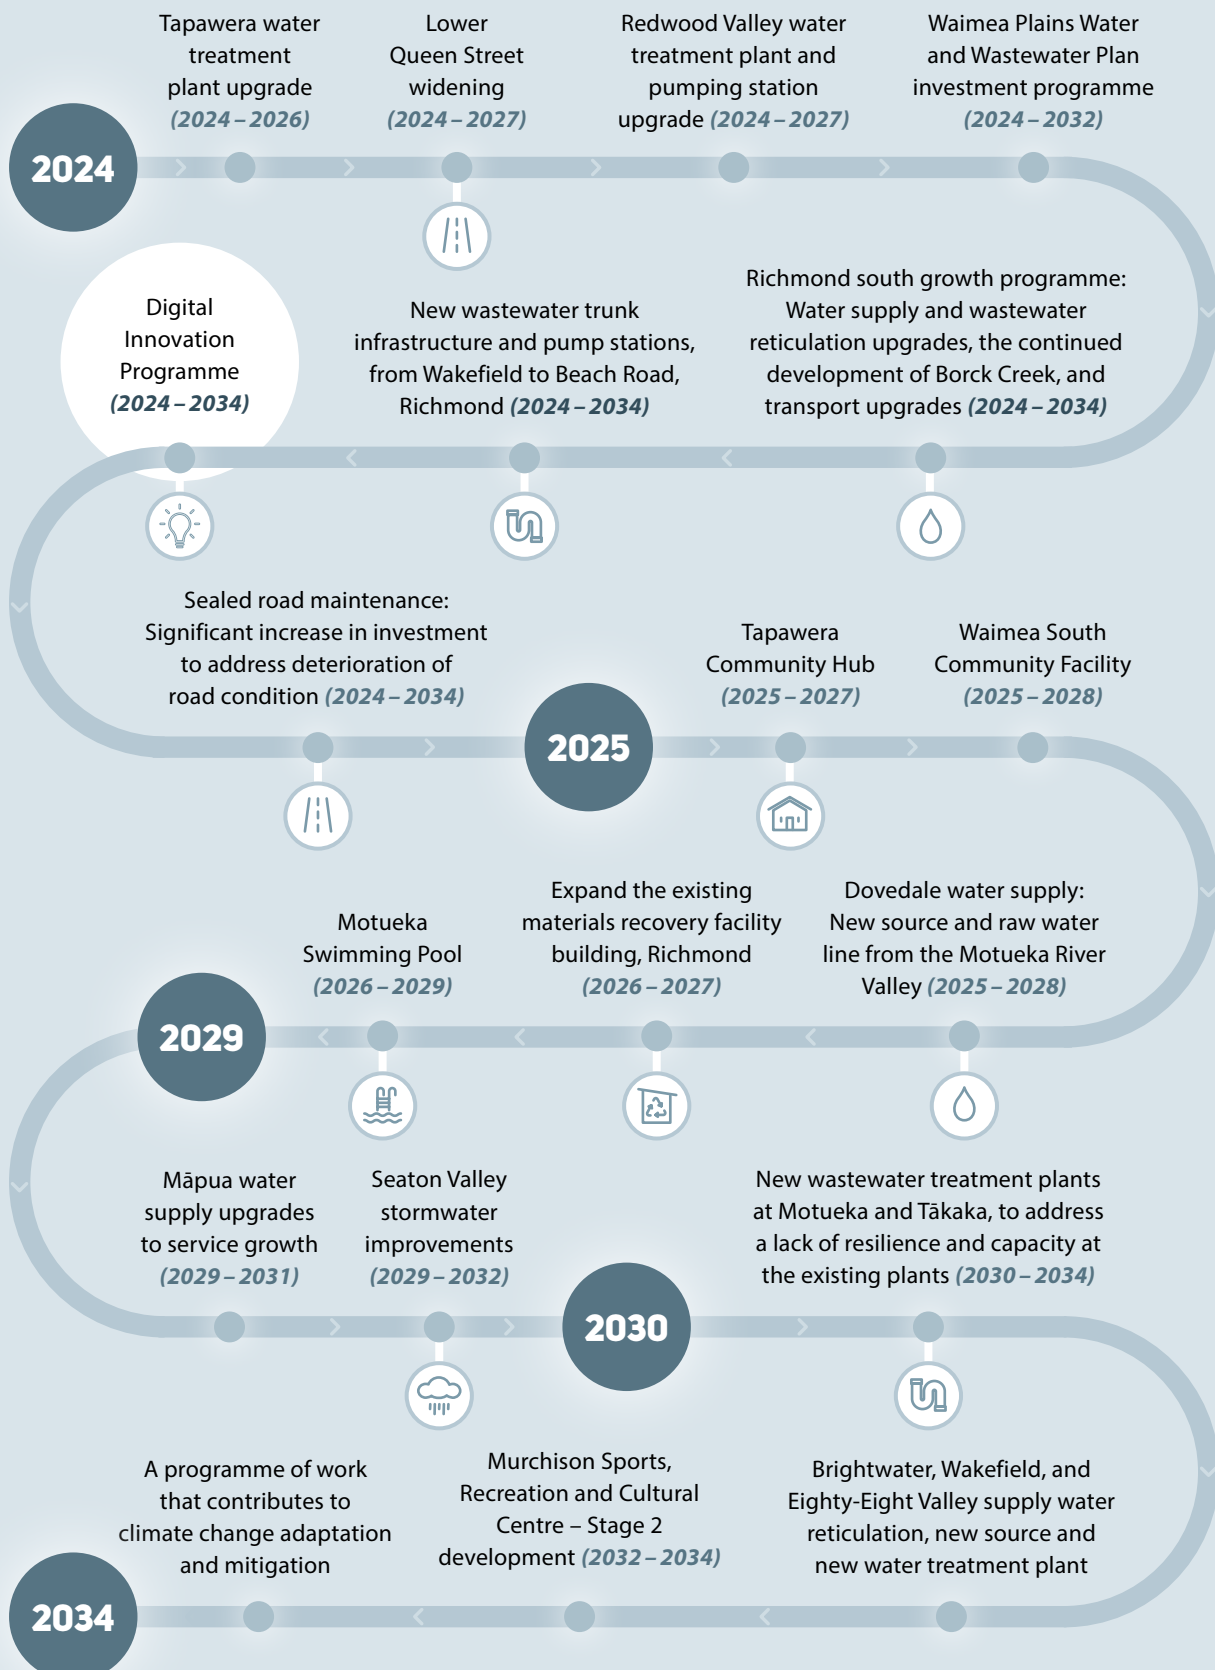 Tapawera water
treatment
plant upgrade
(2024 – 2026)
Lower
Queen Street
widening
(2024 – 2027)
Redwood Valley water
treatment plant and
pumping station
upgrade (2024 – 2027)
Waimea Plains Water
and Wastewater Plan
investment programme
(2024 – 2032)
2024
Richmond south growth programme:
Water supply and wastewater
reticulation upgrades, the continued
development of Borck Creek, and
transport upgrades (2024 – 2034)
New wastewater trunk
infrastructure and pump stations,
from Wakefield to Beach Road,
Richmond (2024 – 2034)
Digital
Innovation
Programme
(2024 – 2034)
Sealed road maintenance:
Significant increase in investment
to address deterioration of
road condition (2024 – 2034)
2025
Tapawera
Community Hub
(2025 – 2027)
Waimea South
Community Facility
(2025 – 2028)
Dovedale water supply:
New source and raw water
line from the Motueka River
Valley (2025 – 2028)
Expand the existing
materials recovery facility
building, Richmond
(2026 – 2027)
Motueka
Swimming Pool
(2026 – 2029)
2029
Māpua water
supply upgrades
to service growth
(2029 – 2031)
Seaton Valley
stormwater
improvements
(2029 – 2032)
2030
New wastewater treatment plants
at Motueka and Tākaka, to address
a lack of resilience and capacity at
the existing plants (2030 – 2034)
Brightwater, Wakefield, and
Eighty-Eight Valley supply water
reticulation, new source and
new water treatment plant
Murchison Sports,
Recreation and Cultural
Centre – Stage 2
development (2032 – 2034)
A programme of work
that contributes to
climate change adaptation
and mitigation
2034